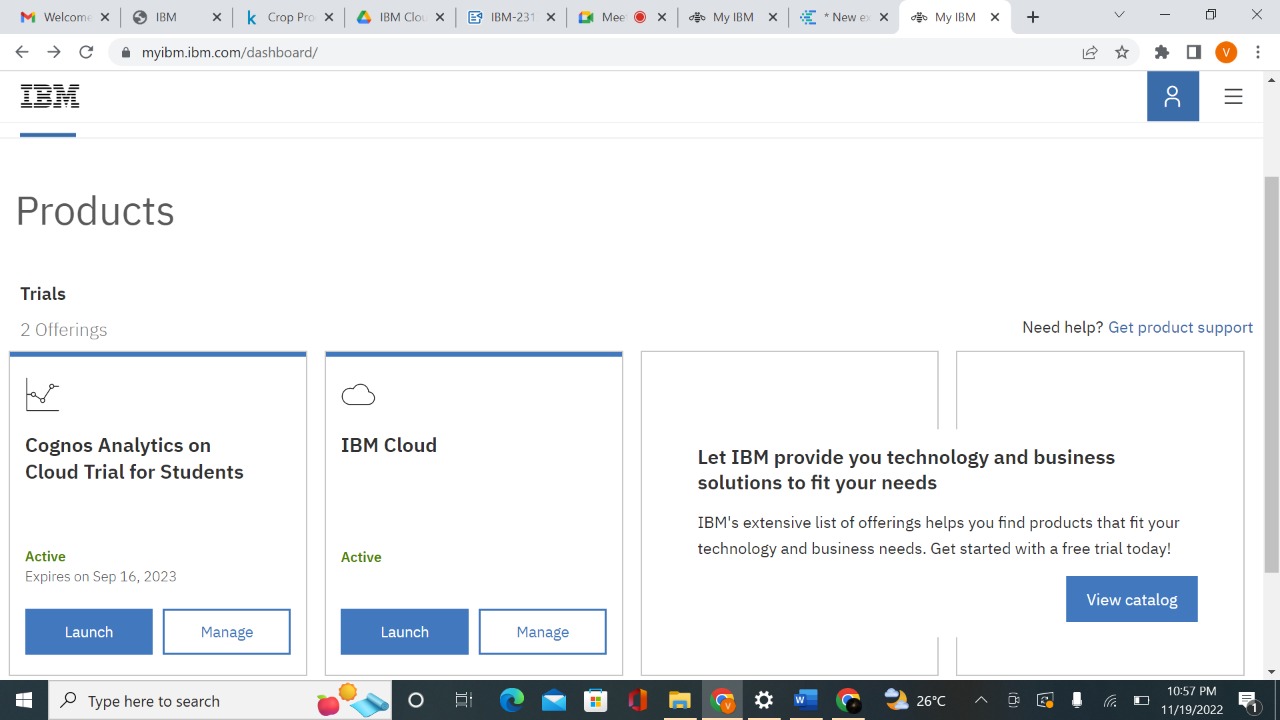 Welcome
IBM
Crop Pro
IBM Clou
IBM-231
Meet
My IBM
* New ex
My IBM
myibm.ibm.com/dashboard/
V
IBM
Products
Trials
2 Offerings
Need help? Get product support
Cognos Analytics on
Cloud Trial for Students
Active
Expires on Sep 16, 2023
Launch
Manage
IBM Cloud
Active
Launch
Manage
Let IBM provide you technology and business
solutions to fit your needs
IBM's extensive list of offerings helps you find products that fit your
technology and business needs. Get started with a free trial today!
View catalog
Type here to search
26°C
10:57 PM
11/19/2022
1